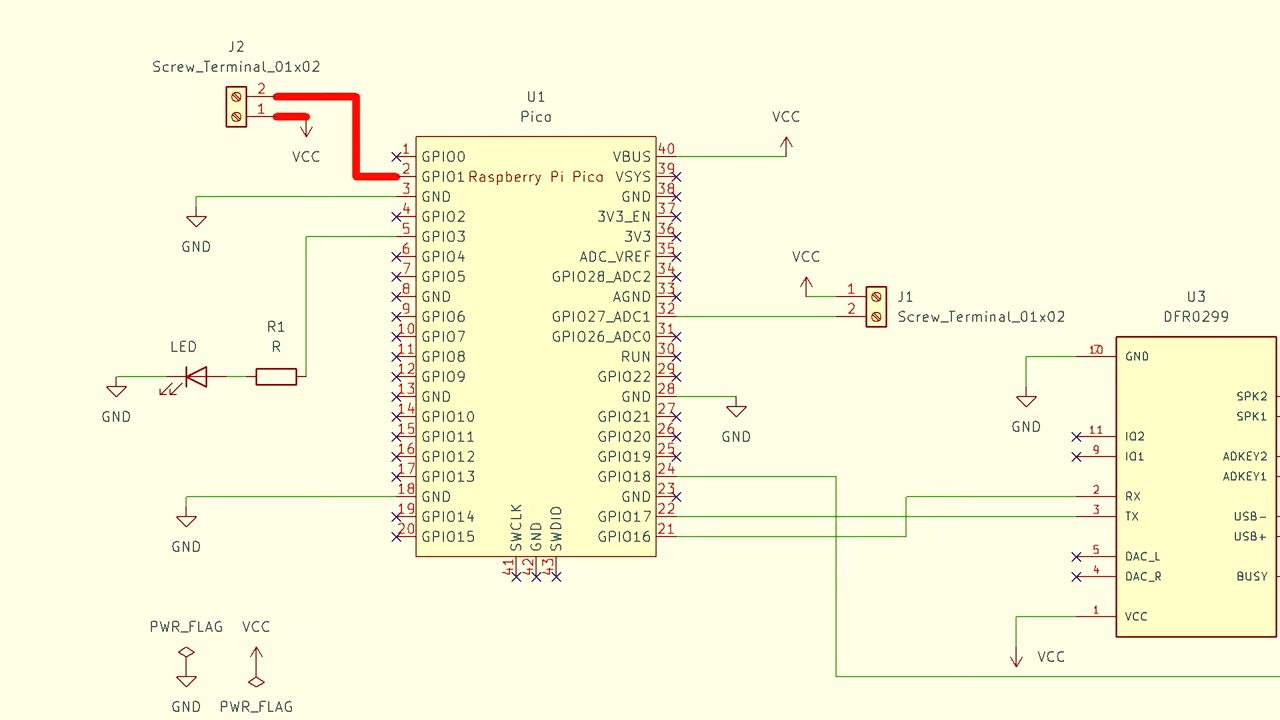 J2
Screw_Terminal_01x02
2
1
VCC
U1
Pico
Raspberry Pi Pico
1 GPIO0
2 GPIO1
3 GND
4 GPIO2
5 GPIO3
6 GPIO4
7 GPIO5
8 GND
9 GPIO6
10 GPIO7
11 GPIO8
12 GPIO9
13 GND
14 GPIO10
15 GPIO11
16 GPIO12
17 GPIO13
18 GND
19 GPIO14
20 GPIO15
VBUS 40
VSYS 39
GND 38
3V3_EN 37
3V3 36
ADC_VREF 35
GPIO28_ADC2 34
AGND 33
GPIO27_ADC1 32
GPIO26_ADC0 31
RUN 30
GPIO22 29
GND 28
GPIO21 27
GPIO20 26
GPIO19 25
GPIO18 24
GND 23
GPIO17 22
GPIO16 21
SWCLK 41
GND 42
SWDIO 43
GND
R1
R
LED
GND
GND
VCC
VCC
1
2
J1
Screw_Terminal_01x02
GND
U3
DFR0299
GND
GND
11 IO2
9 IO1
2 RX
3 TX
5 DAC_L
4 DAC_R
1 VCC
SPK2
SPK1
ADKEY2
ADKEY1
USB-
USB+
BUSY
VCC
PWR_FLAG VCC
GND PWR_FLAG